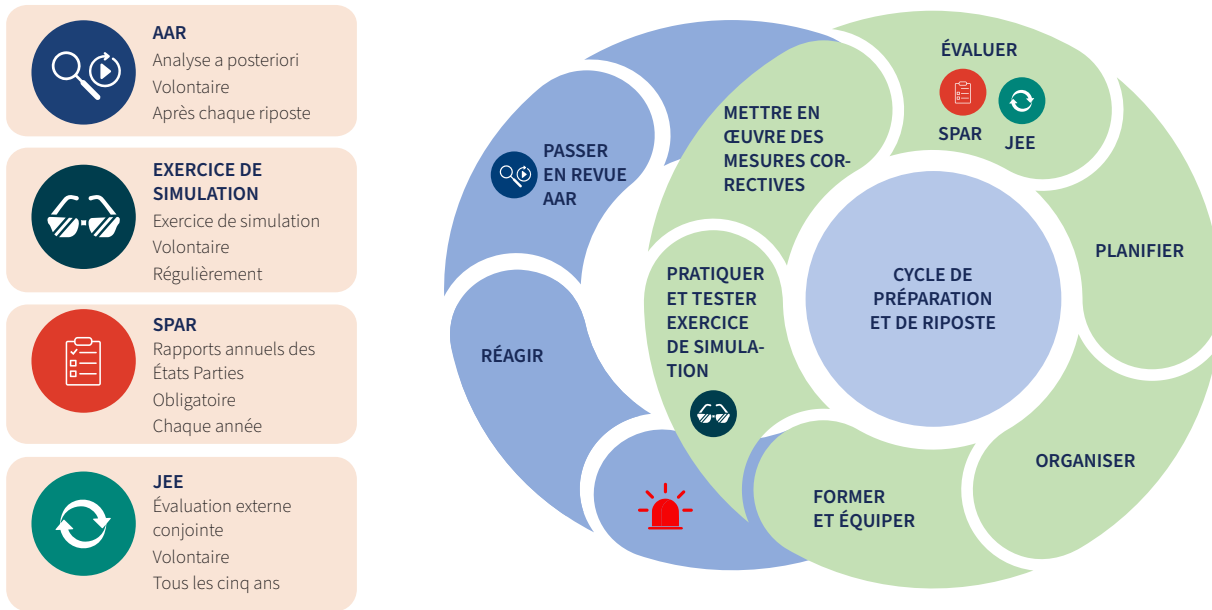 AAR
Analyse a posteriori
Volontaire
Après chaque riposte
EXERCICE DE
SIMULATION
Exercice de simulation
Volontaire
Régulièrement
SPAR
Rapports annuels des
États Parties
Obligatoire
Chaque année
JEE
Évaluation externe
conjointe
Volontaire
Tous les cinq ans
ÉVALUER
SPAR
JEE
PLANIFIER
ORGANISER
FORMER
ET ÉQUIPER
PRATIQUER
ET TESTER
EXERCICE
DE SIMULA-
TION
METTRE EN
ŒUVRE DES
MESURES COR-
RECTIVES
PASSER
EN REVUE
AAR
RÉAGIR
CYCLE DE
PRÉPARATION
ET DE RIPOSTE